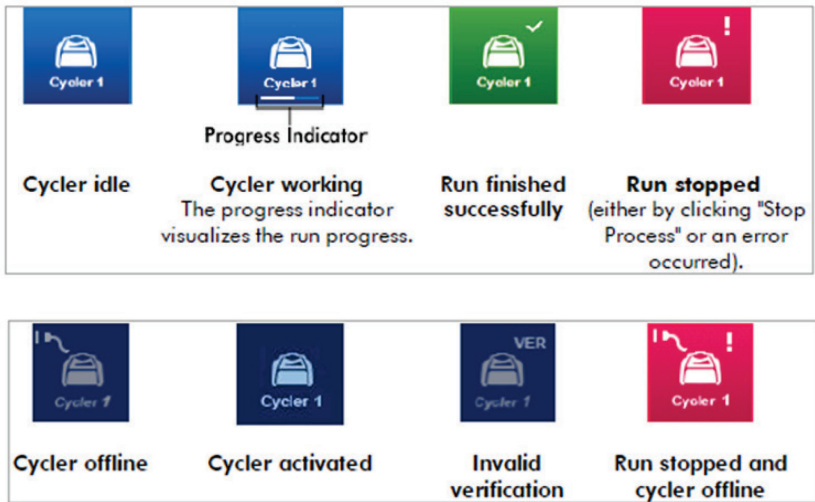 Cycler 1 Cycler 1 Cycler 1 Cycler 1
Progress Indicator
Cycler idle
Cycler working
The progress indicator
visualizes the run progress.
Run finished
successfully
Run stopped
(either by clicking "Stop
Process" or an error
occurred).
VER
Cycler 1 Cycler 1 Cycler 1 Cycler 1
Cycler offline
Cycler activated
Invalid
verification
Run stopped and
cycler offline